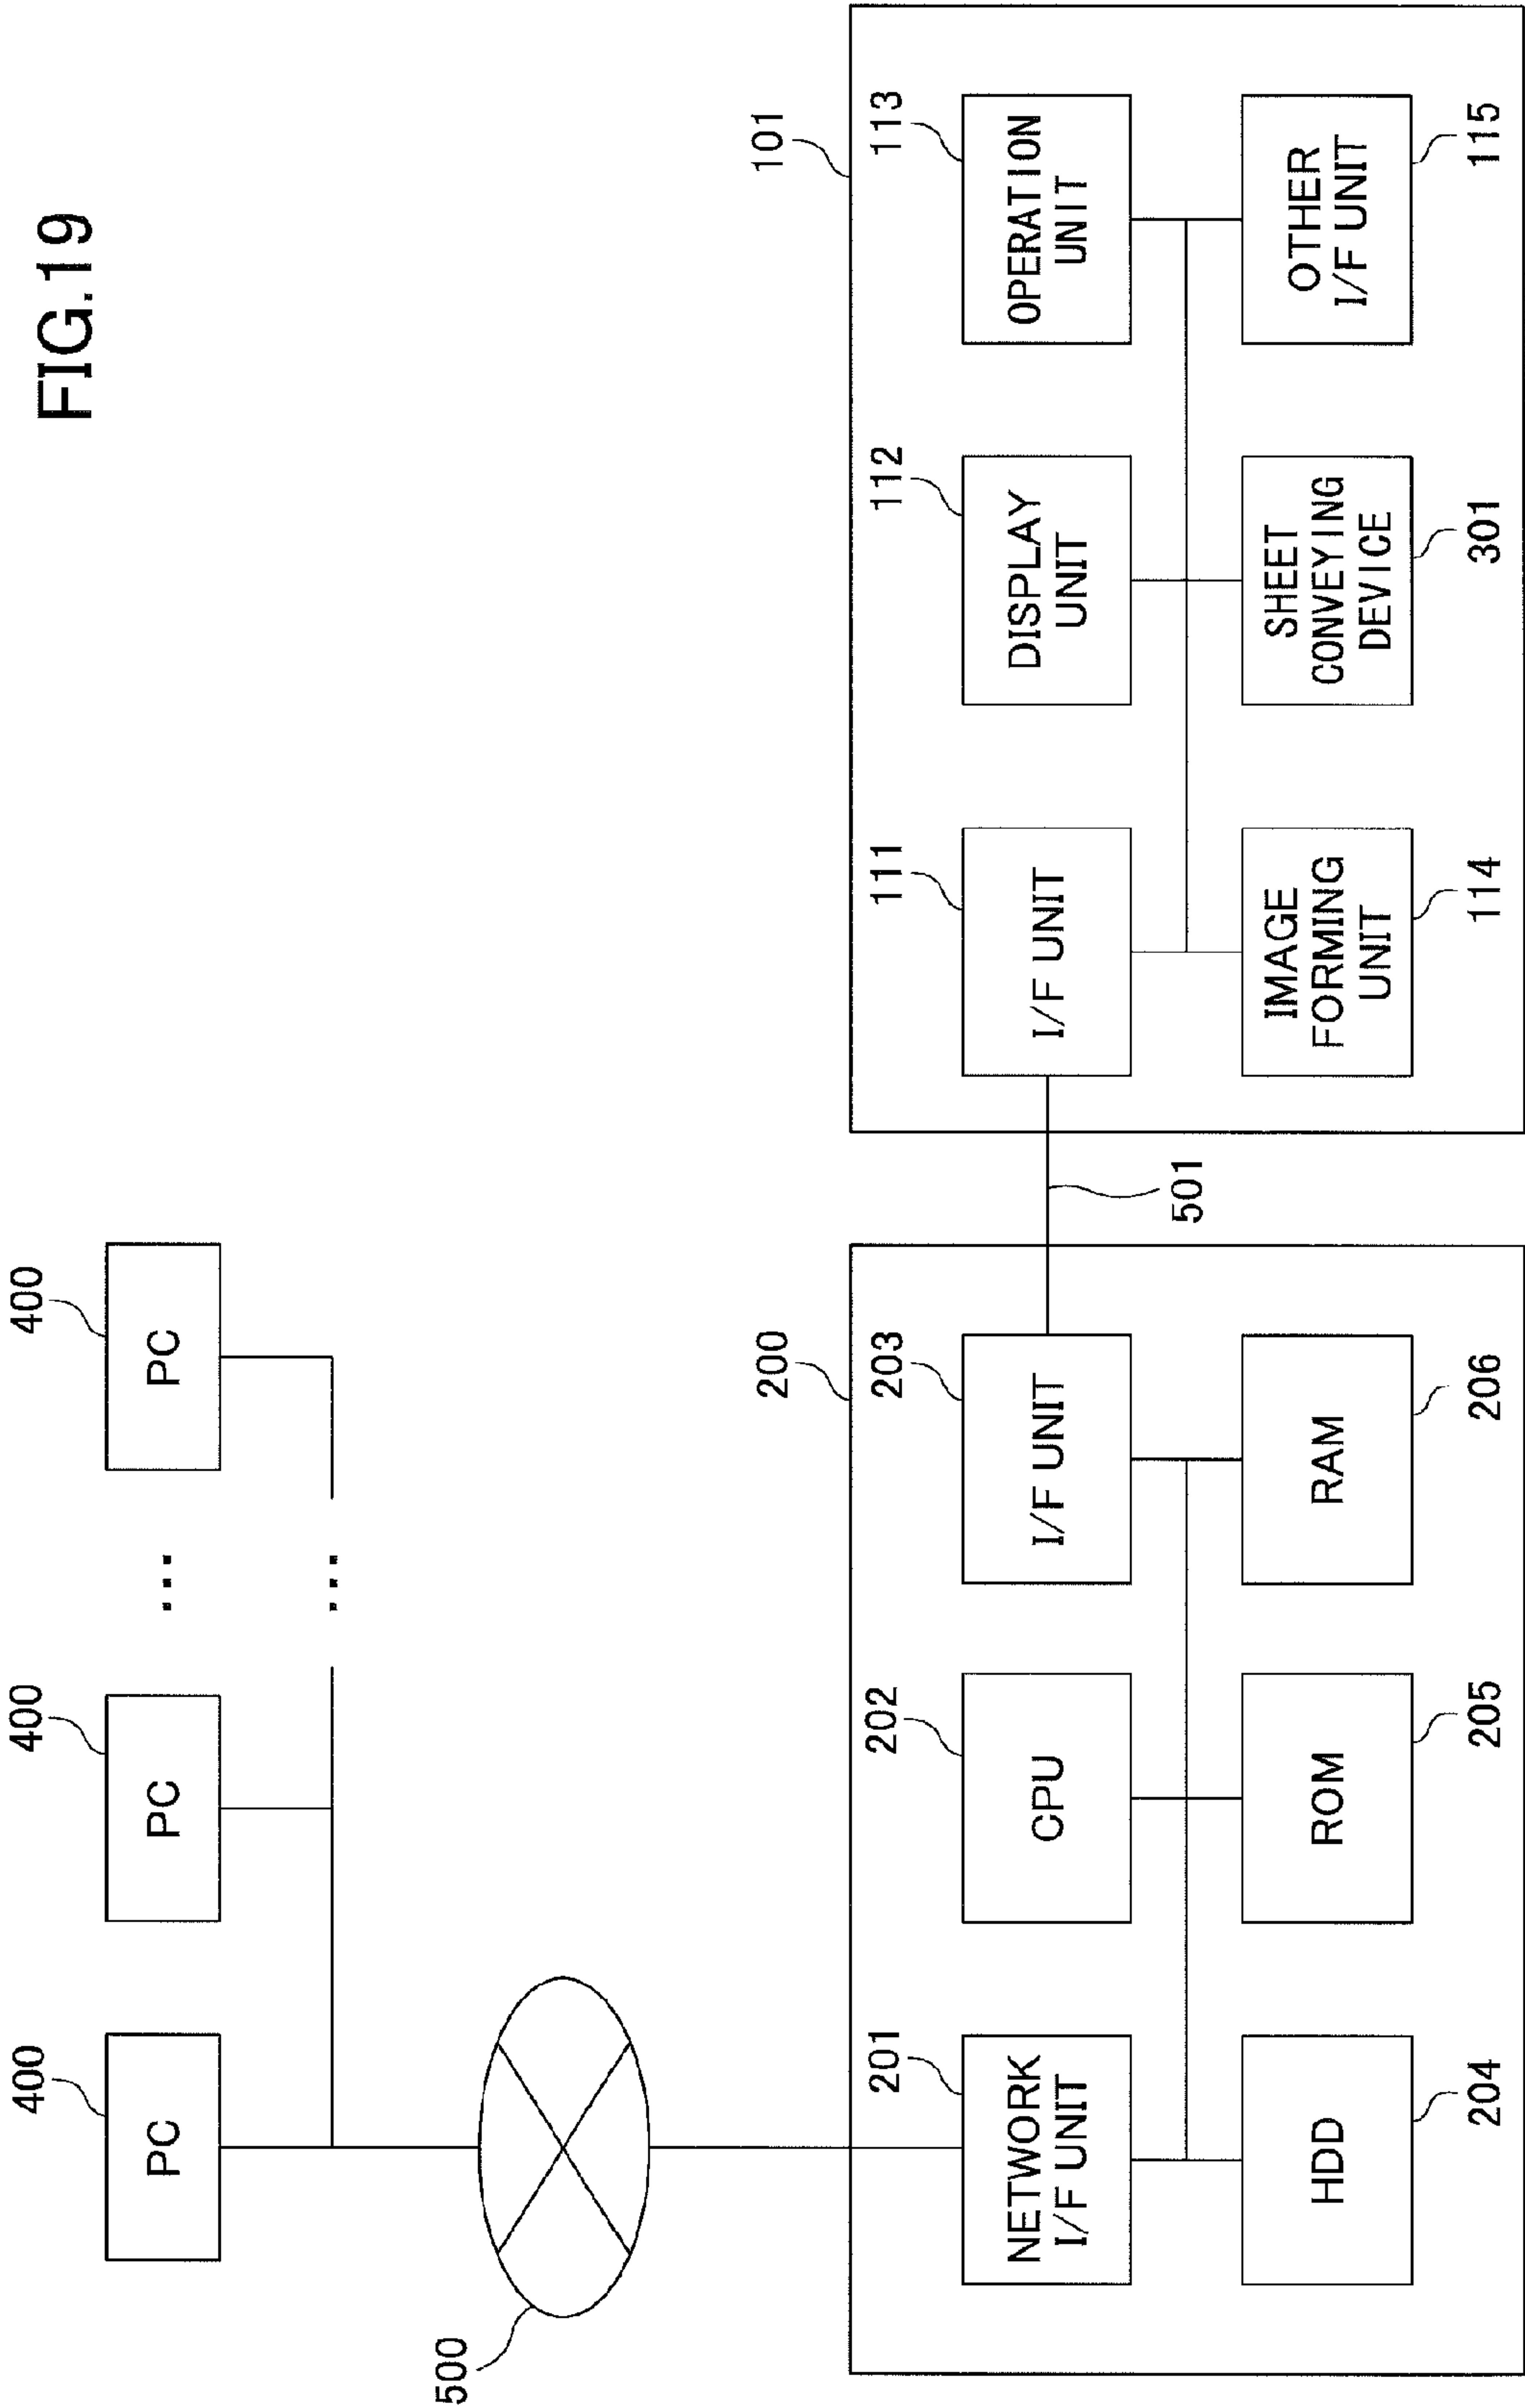 FIG.19
400
400
400
PC
PC
...
PC
...
500
200
101
201
202
203
111
112
113
NETWORK
I/F UNIT
CPU
I/F UNIT
I/F UNIT
DISPLAY
UNIT
OPERATION
UNIT
501
HDD
ROM
RAM
IMAGE
FORMING
UNIT
SHEET
CONVEYING
DEVICE
OTHER
I/F UNIT
204
205
206
114
301
115